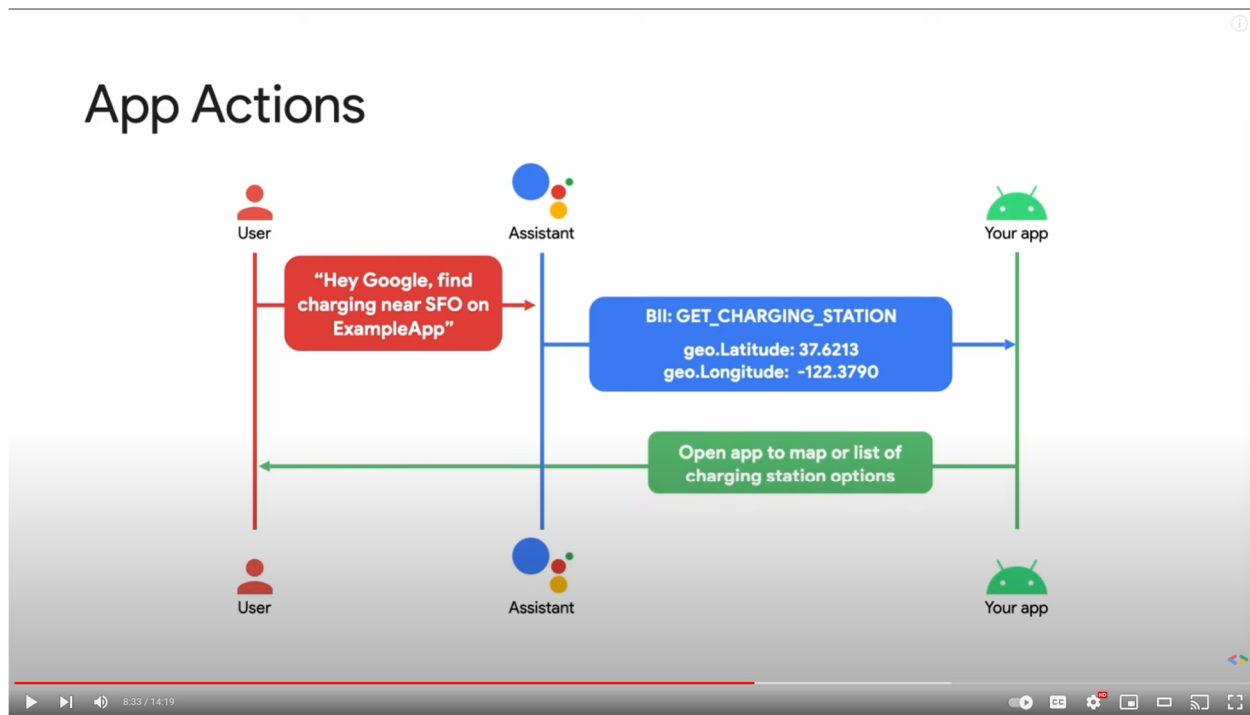 App Actions
User
Assistant
Your app
“Hey Google, find
charging near SFO on
ExampleApp”
BII: GET_CHARGING_STATION
geo.Latitude: 37.6213
geo.Longitude: -122.3790
Open app to map or list of
charging station options
User
Assistant
Your app
8:33 / 14:19
CC
HD